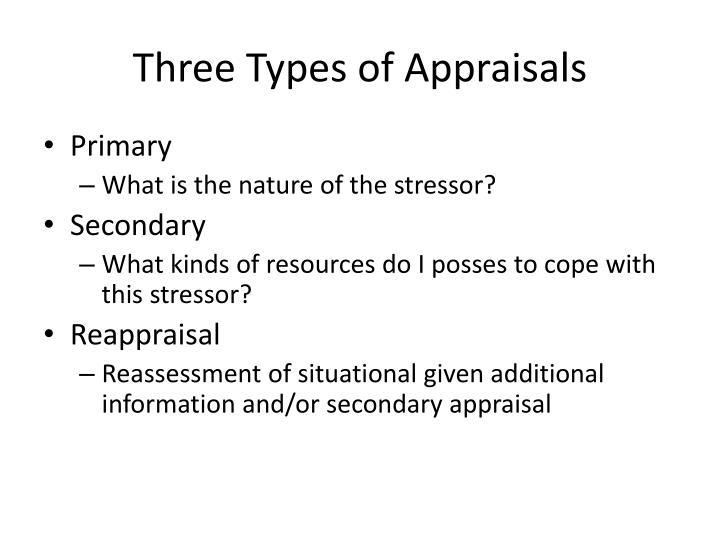 Three Types of Appraisals
• Primary
– What is the nature of the stressor?
• Secondary
– What kinds of resources do I posses to cope with
this stressor?
• Reappraisal
– Reassessment of situational given additional
information and/or secondary appraisal